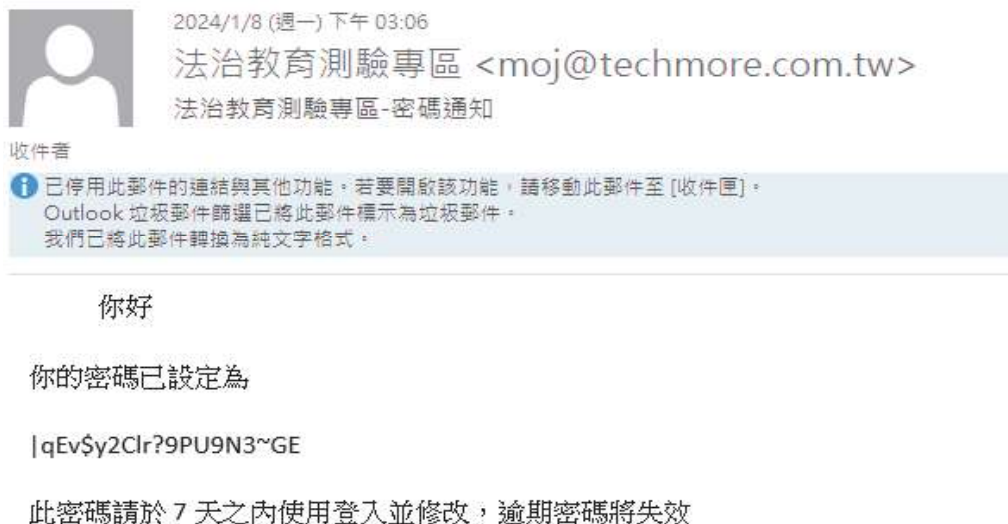 2024/1/8 (週一) 下午 03:06
法治教育測驗專區 <moj@techmore.com.tw>
法治教育測驗專區-密碼通知
收件者
已停用此郵件的連結與其他功能。若要開啟該功能，請移動此郵件至 [收件匣]。
Outlook 垃圾郵件篩選已將此郵件標示為垃圾郵件。
我們已將此郵件轉換為純文字格式。
你好
你的密碼已設定為
|qEv$y2Clr?9PU9N3~GE
此密碼請於 7 天之內使用登入並修改，逾期密碼將失效